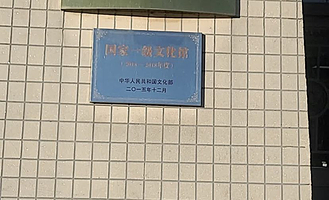 国家一级文化馆
中华人民共和国文化部
二〇一五年十二月